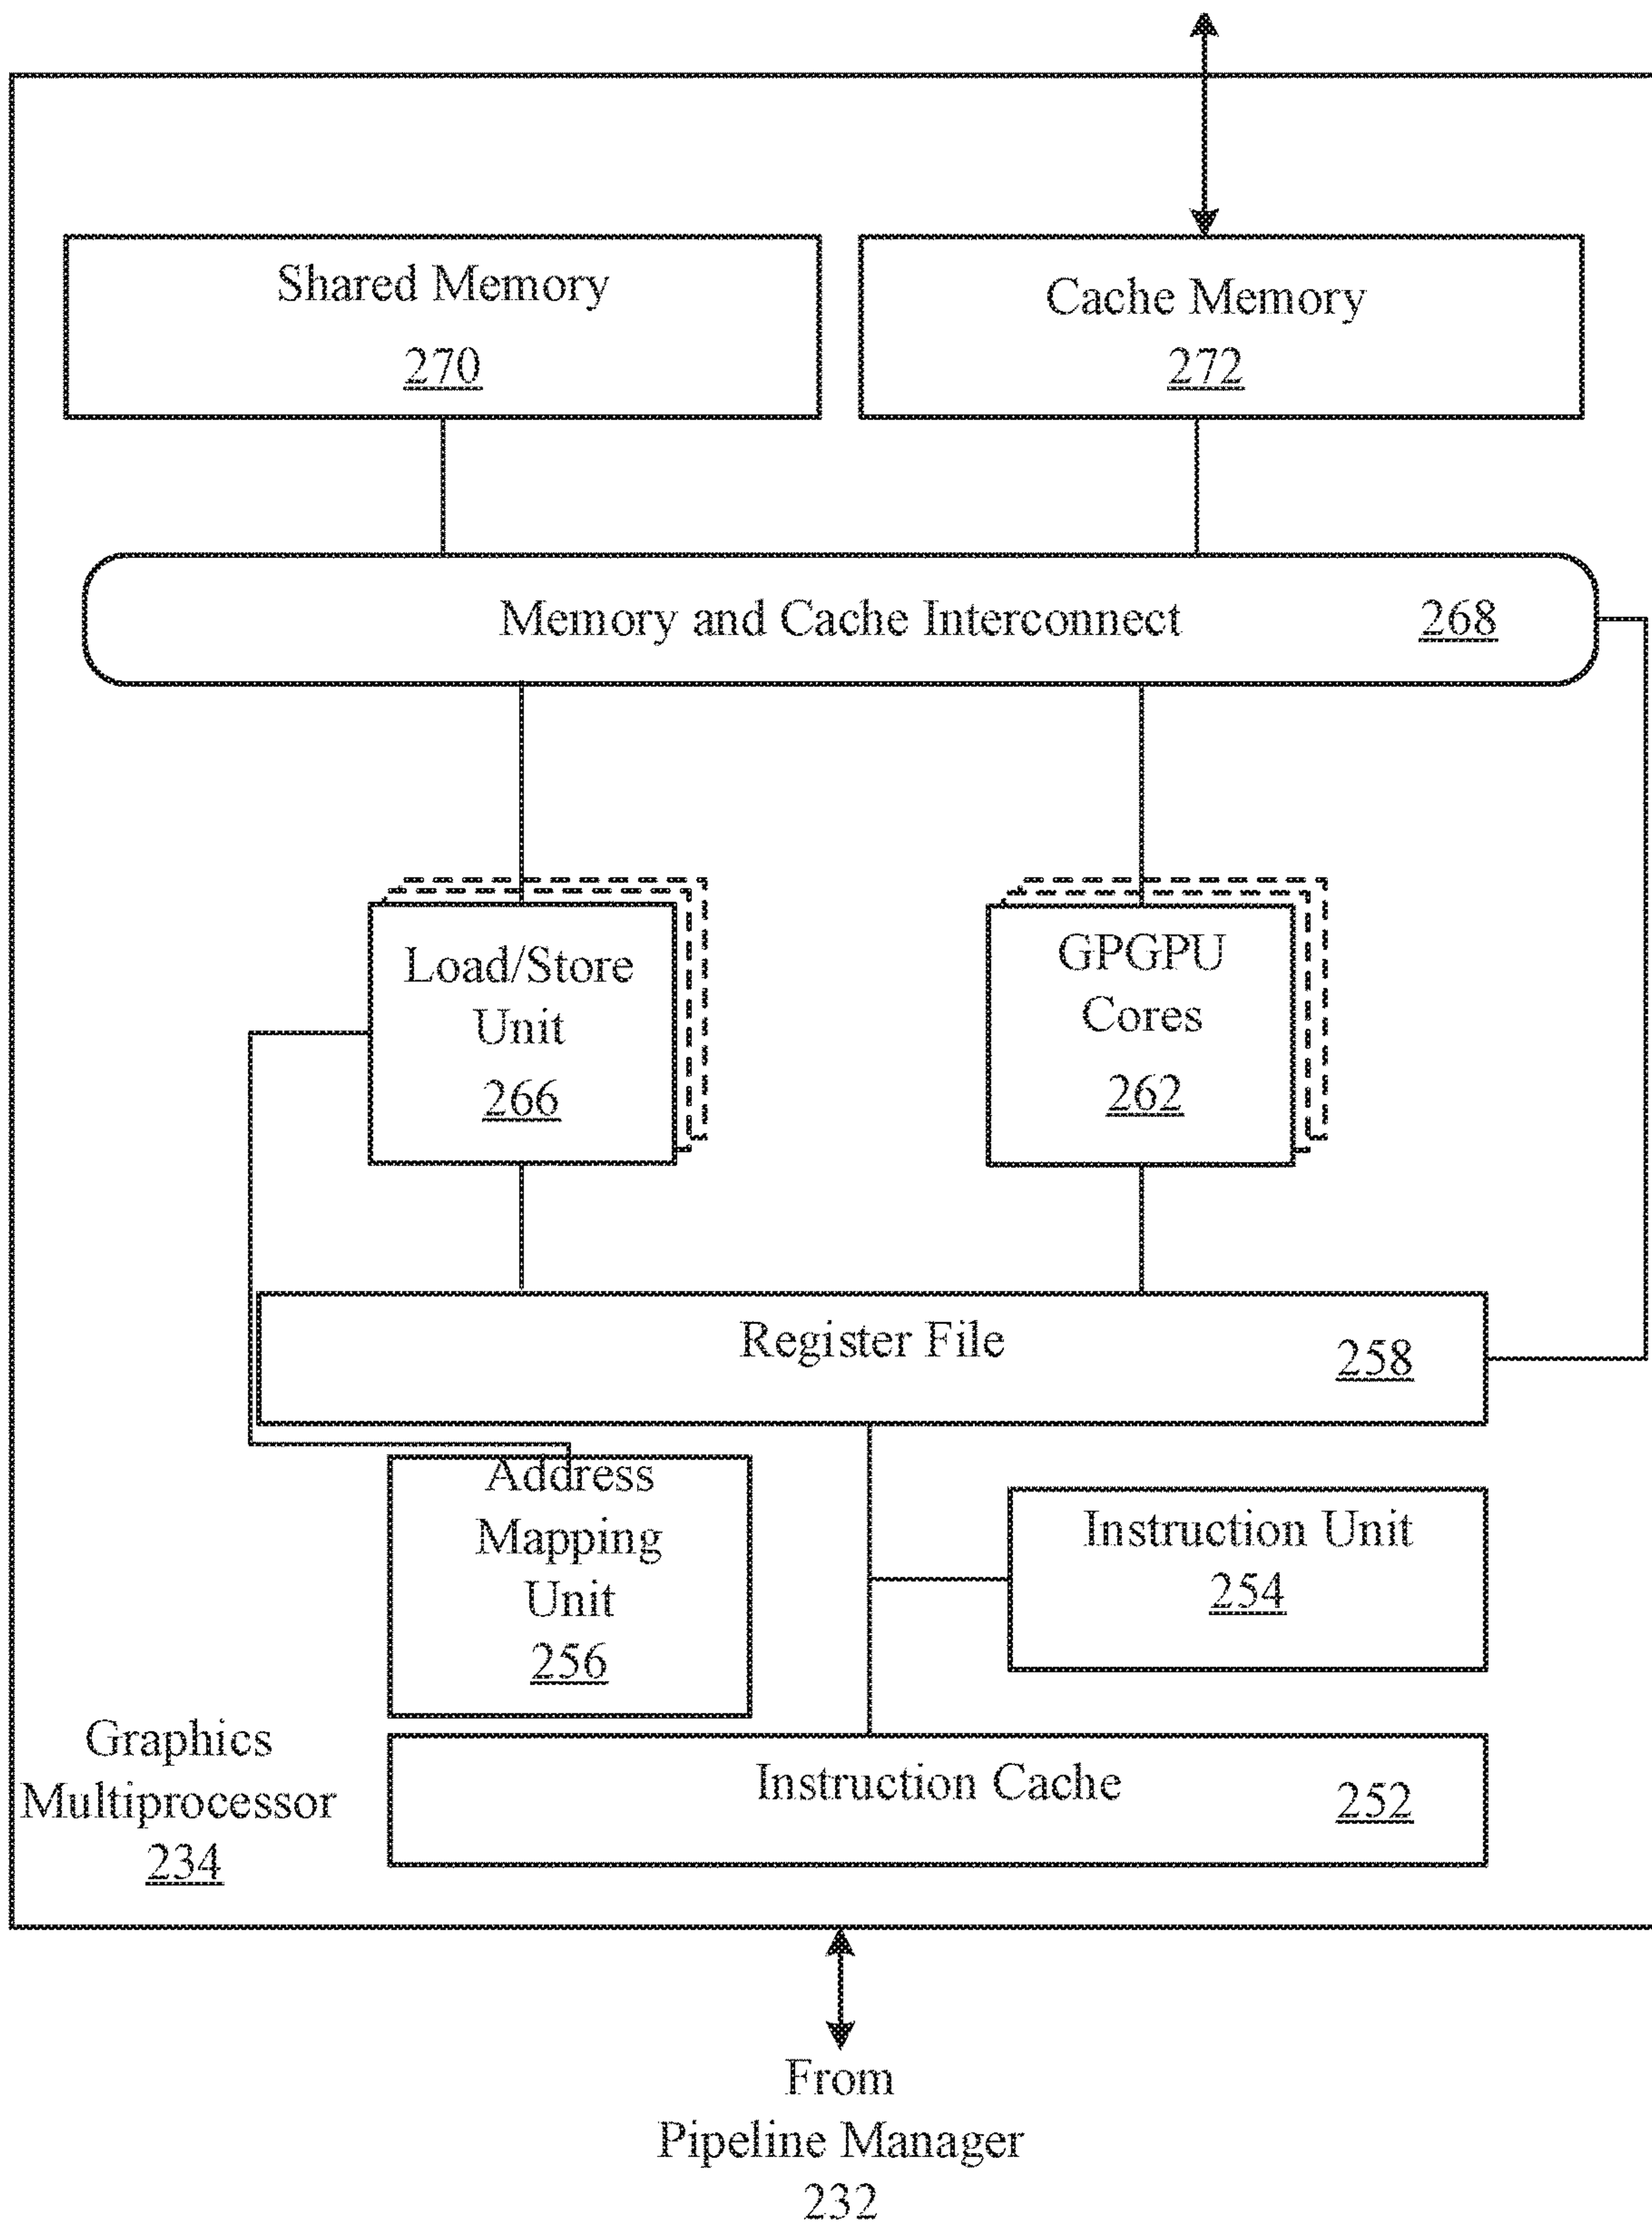 Shared Memory
270
Cache Memory
272
Memory and Cache Interconnect 268
Load/Store
Unit
266
GPGPU
Cores
262
Register File 258
Address
Mapping
Unit
256
Instruction Unit
254
Graphics
Multiprocessor
234
Instruction Cache 252
From
Pipeline Manager
232